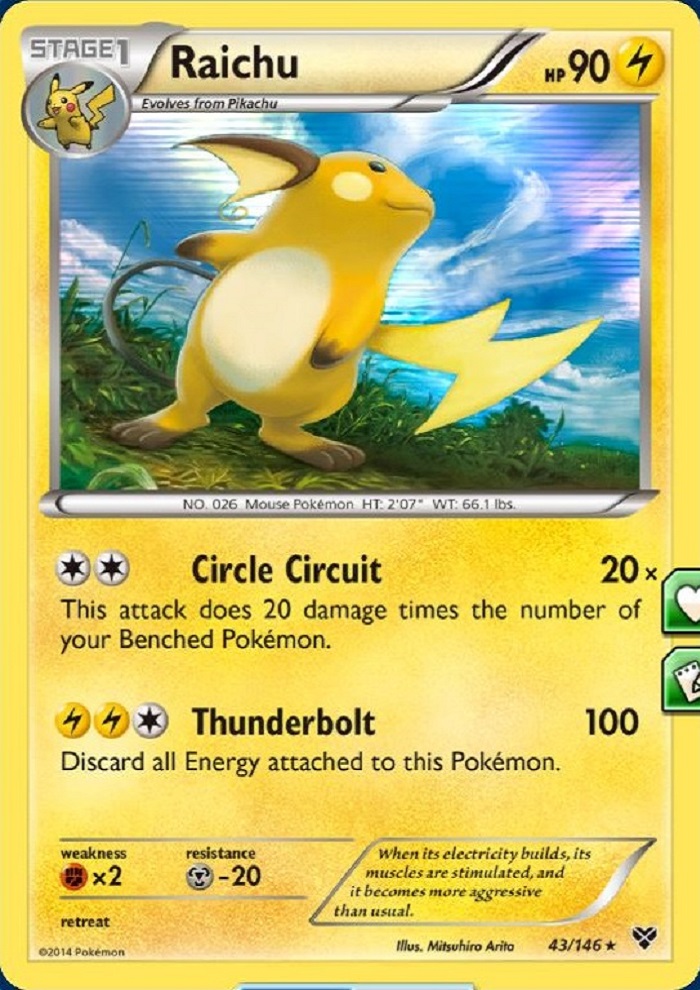 STAGE1
Raichu
HP 90
Evolves from Pikachu
NO. 026 Mouse Pokémon HT: 2'07" WT: 66.1 lbs.
Circle Circuit 20×
This attack does 20 damage times the number of
your Benched Pokémon.
Thunderbolt 100
Discard all Energy attached to this Pokémon.
weakness resistance
×2 -20
retreat
When its electricity builds, its
muscles are stimulated, and
it becomes more aggressive
than usual.
©2014 Pokémon Illus. Mitsuhiro Arita 43/146 ★